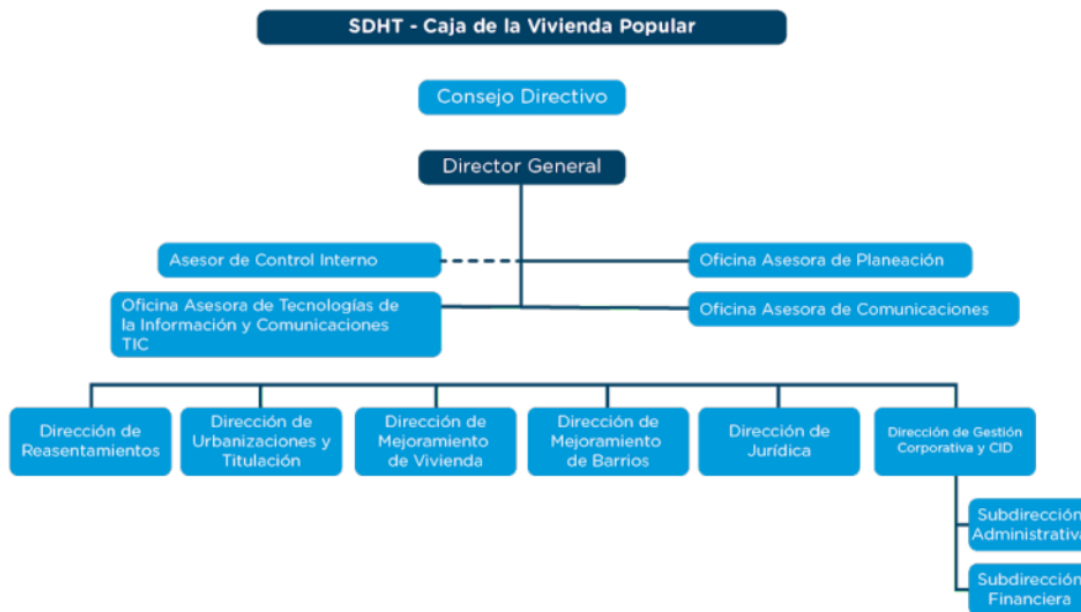 SDHT - Caja de la Vivienda Popular
Consejo Directivo
Director General
Asesor de Control Interno
Oficina Asesora de Planeación
Oficina Asesora de Tecnologías de
la Información y Comunicaciones
TIC
Oficina Asesora de Comunicaciones
Dirección de
Reasentamientos
Dirección de
Urbanizaciones y
Titulación
Dirección de
Mejoramiento
de Vivienda
Dirección de
Mejoramiento
de Barrios
Dirección de
Jurídica
Dirección de Gestión
Corporativa y CID
Subdirección
Administrativa
Subdirección
Financiera